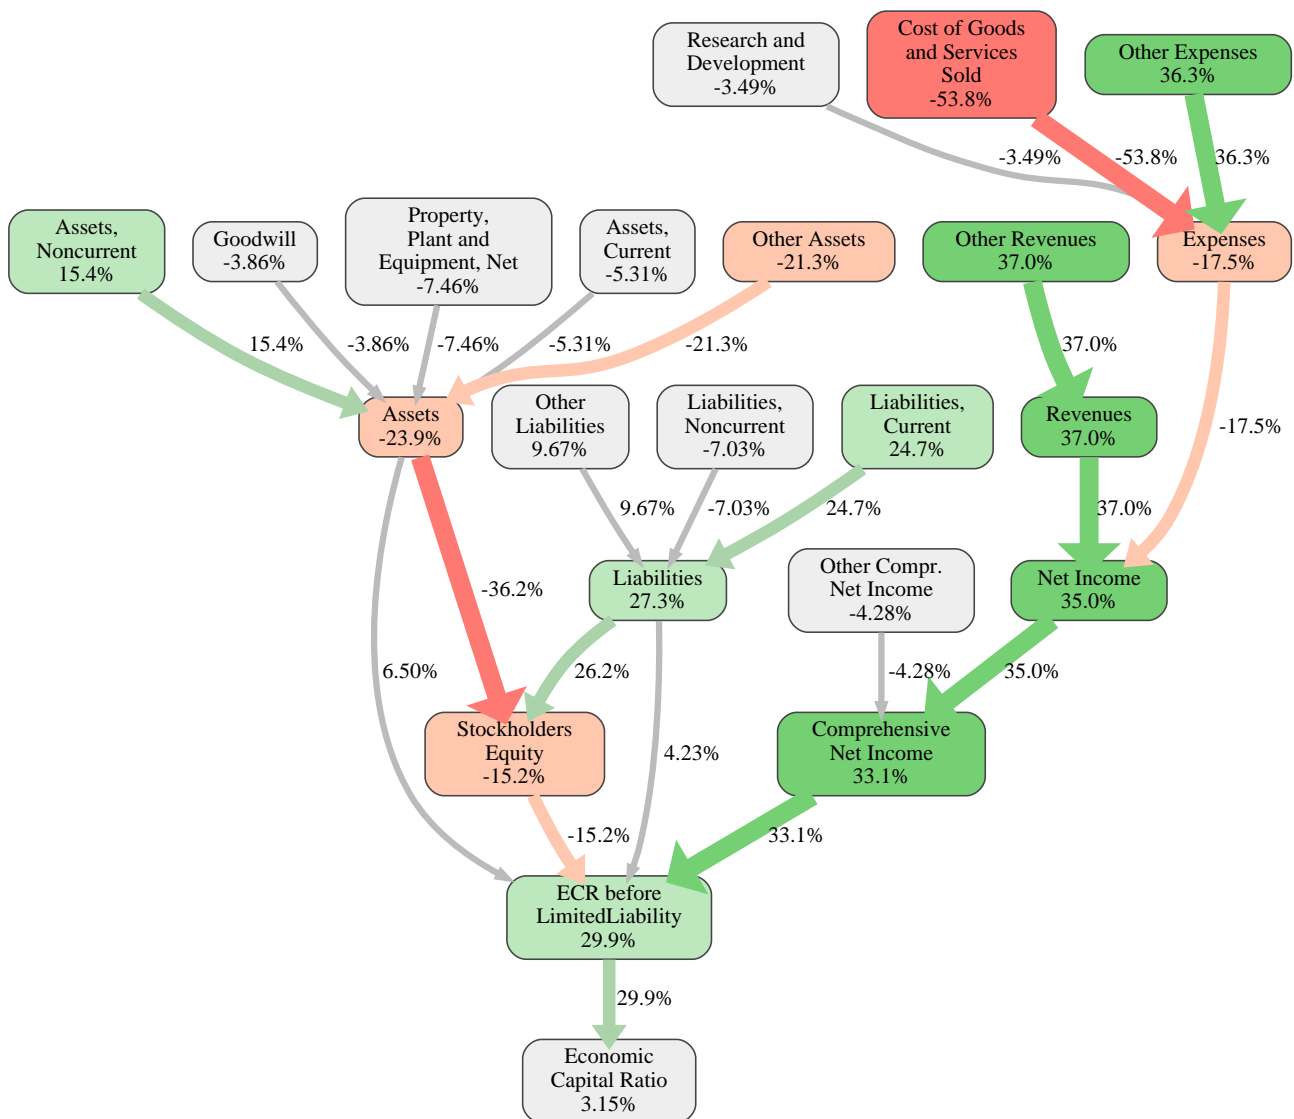 Research and
Development
-3.49%
Cost of Goods
and Services
Sold
-53.8%
Other Expenses
36.3%
-3.49%
-53.8%
36.3%
Assets,
Noncurrent
15.4%
Goodwill
-3.86%
Property,
Plant and
Equipment, Net
-7.46%
Assets,
Current
-5.31%
Other Assets
-21.3%
Other Revenues
37.0%
Expenses
-17.5%
15.4%
-3.86%
-7.46%
-5.31%
-21.3%
37.0%
-17.5%
Assets
-23.9%
Other
Liabilities
9.67%
Liabilities,
Noncurrent
-7.03%
Liabilities,
Current
24.7%
Revenues
37.0%
9.67%
-7.03%
24.7%
37.0%
-36.2%
Liabilities
27.3%
Other Compr.
Net Income
-4.28%
Net Income
35.0%
6.50%
26.2%
-4.28%
35.0%
Stockholders
Equity
-15.2%
4.23%
Comprehensive
Net Income
33.1%
-15.2%
33.1%
ECR before
LimitedLiability
29.9%
29.9%
Economic
Capital Ratio
3.15%